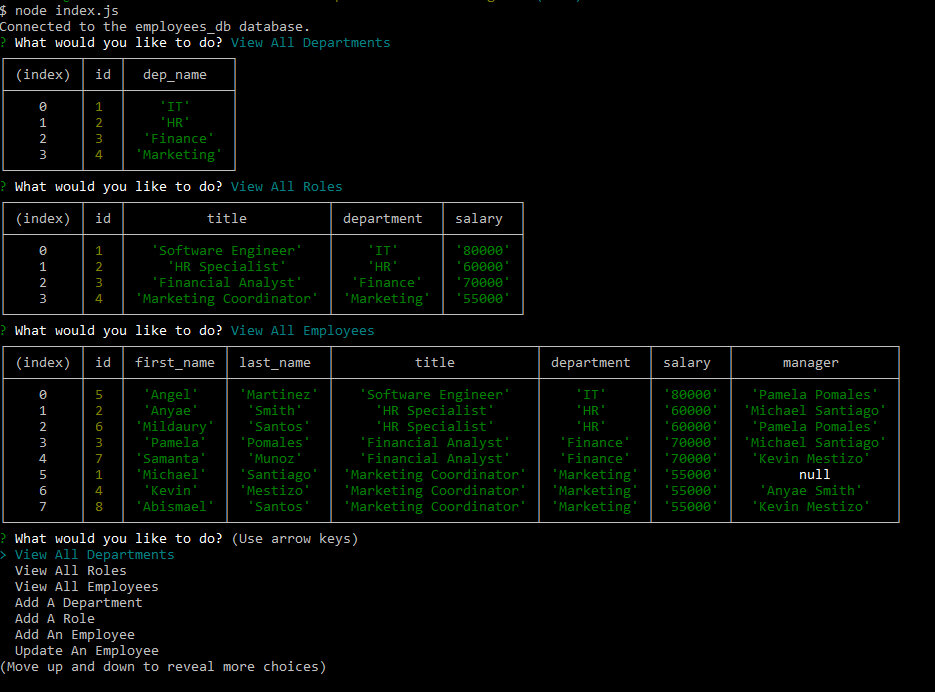 $ node index.js
Connected to the employees_db database.
? What would you like to do? View All Departments
(index) id dep_name
0 1 'IT'
1 2 'HR'
2 3 'Finance'
3 4 'Marketing'
? What would you like to do? View All Roles
(index) id title department salary
0 1 'Software Engineer' 'IT' '80000'
1 2 'HR Specialist' 'HR' '60000'
2 3 'Financial Analyst' 'Finance' '70000'
3 4 'Marketing Coordinator' 'Marketing' '55000'
? What would you like to do? View All Employees
(index) id first_name last_name title department salary manager
0 5 'Angel' 'Martinez' 'Software Engineer' 'IT' '80000' 'Pamela Pomales'
1 2 'Anyae' 'Smith' 'HR Specialist' 'HR' '60000' 'Michael Santiago'
2 6 'Mildaury' 'Santos' 'HR Specialist' 'HR' '60000' 'Pamela Pomales'
3 3 'Pamela' 'Pomales' 'Financial Analyst' 'Finance' '70000' 'Michael Santiago'
4 7 'Samanta' 'Munoz' 'Financial Analyst' 'Finance' '70000' 'Kevin Mestizo'
5 1 'Michael' 'Santiago' 'Marketing Coordinator' 'Marketing' '55000' null
6 4 'Kevin' 'Mestizo' 'Marketing Coordinator' 'Marketing' '55000' 'Anyae Smith'
7 8 'Abismael' 'Santos' 'Marketing Coordinator' 'Marketing' '55000' 'Kevin Mestizo'
? What would you like to do? (Use arrow keys)
> View All Departments
View All Roles
View All Employees
Add A Department
Add A Role
Add An Employee
Update An Employee
(Move up and down to reveal more choices)